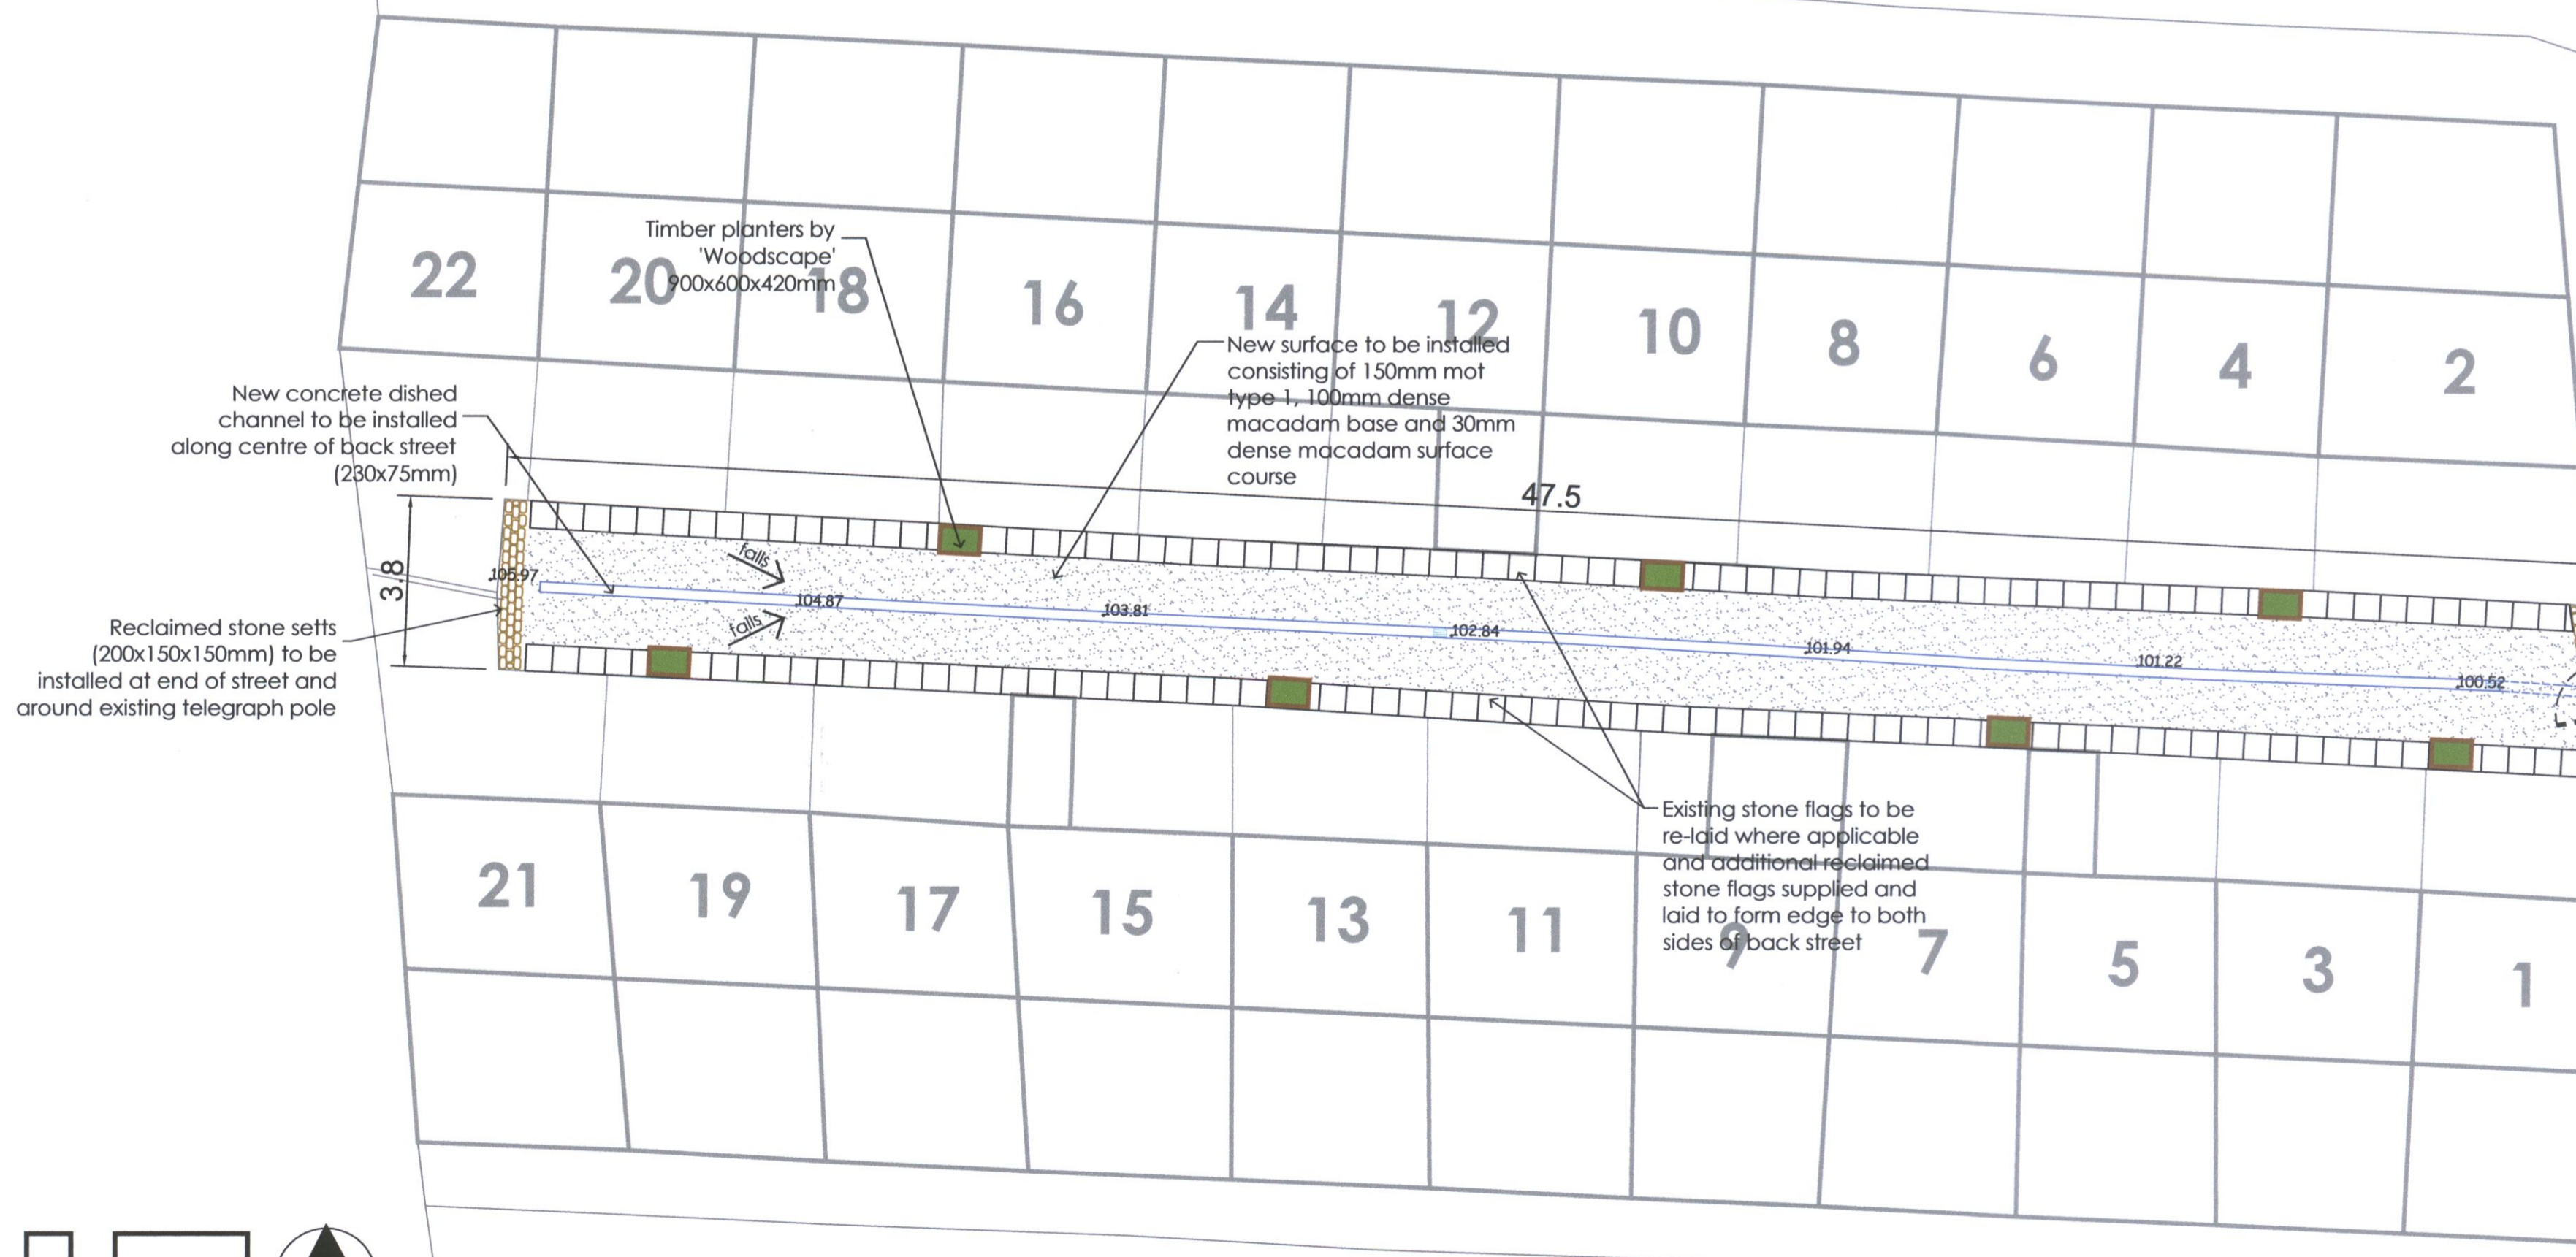 22
20
18
16
14
12
10
8
6
4
2
Timber planters by
'Woodscape'
900x600x420mm
New surface to be installed
consisting of 150mm mot
type 1, 100mm dense
macadam base and 30mm
dense macadam surface
course
New concrete dished
channel to be installed
along centre of back street
(230x75mm)
47.5
3.8
falls
falls
105.97
104.87
103.81
102.84
101.94
101.22
100.52
Reclaimed stone setts
(200x150x150mm) to be
installed at end of street and
around existing telegraph pole
Existing stone flags to be
re-laid where applicable
and additional reclaimed
stone flags supplied and
laid to form edge to both
sides of back street
21
19
17
15
13
11
9
7
5
3
1